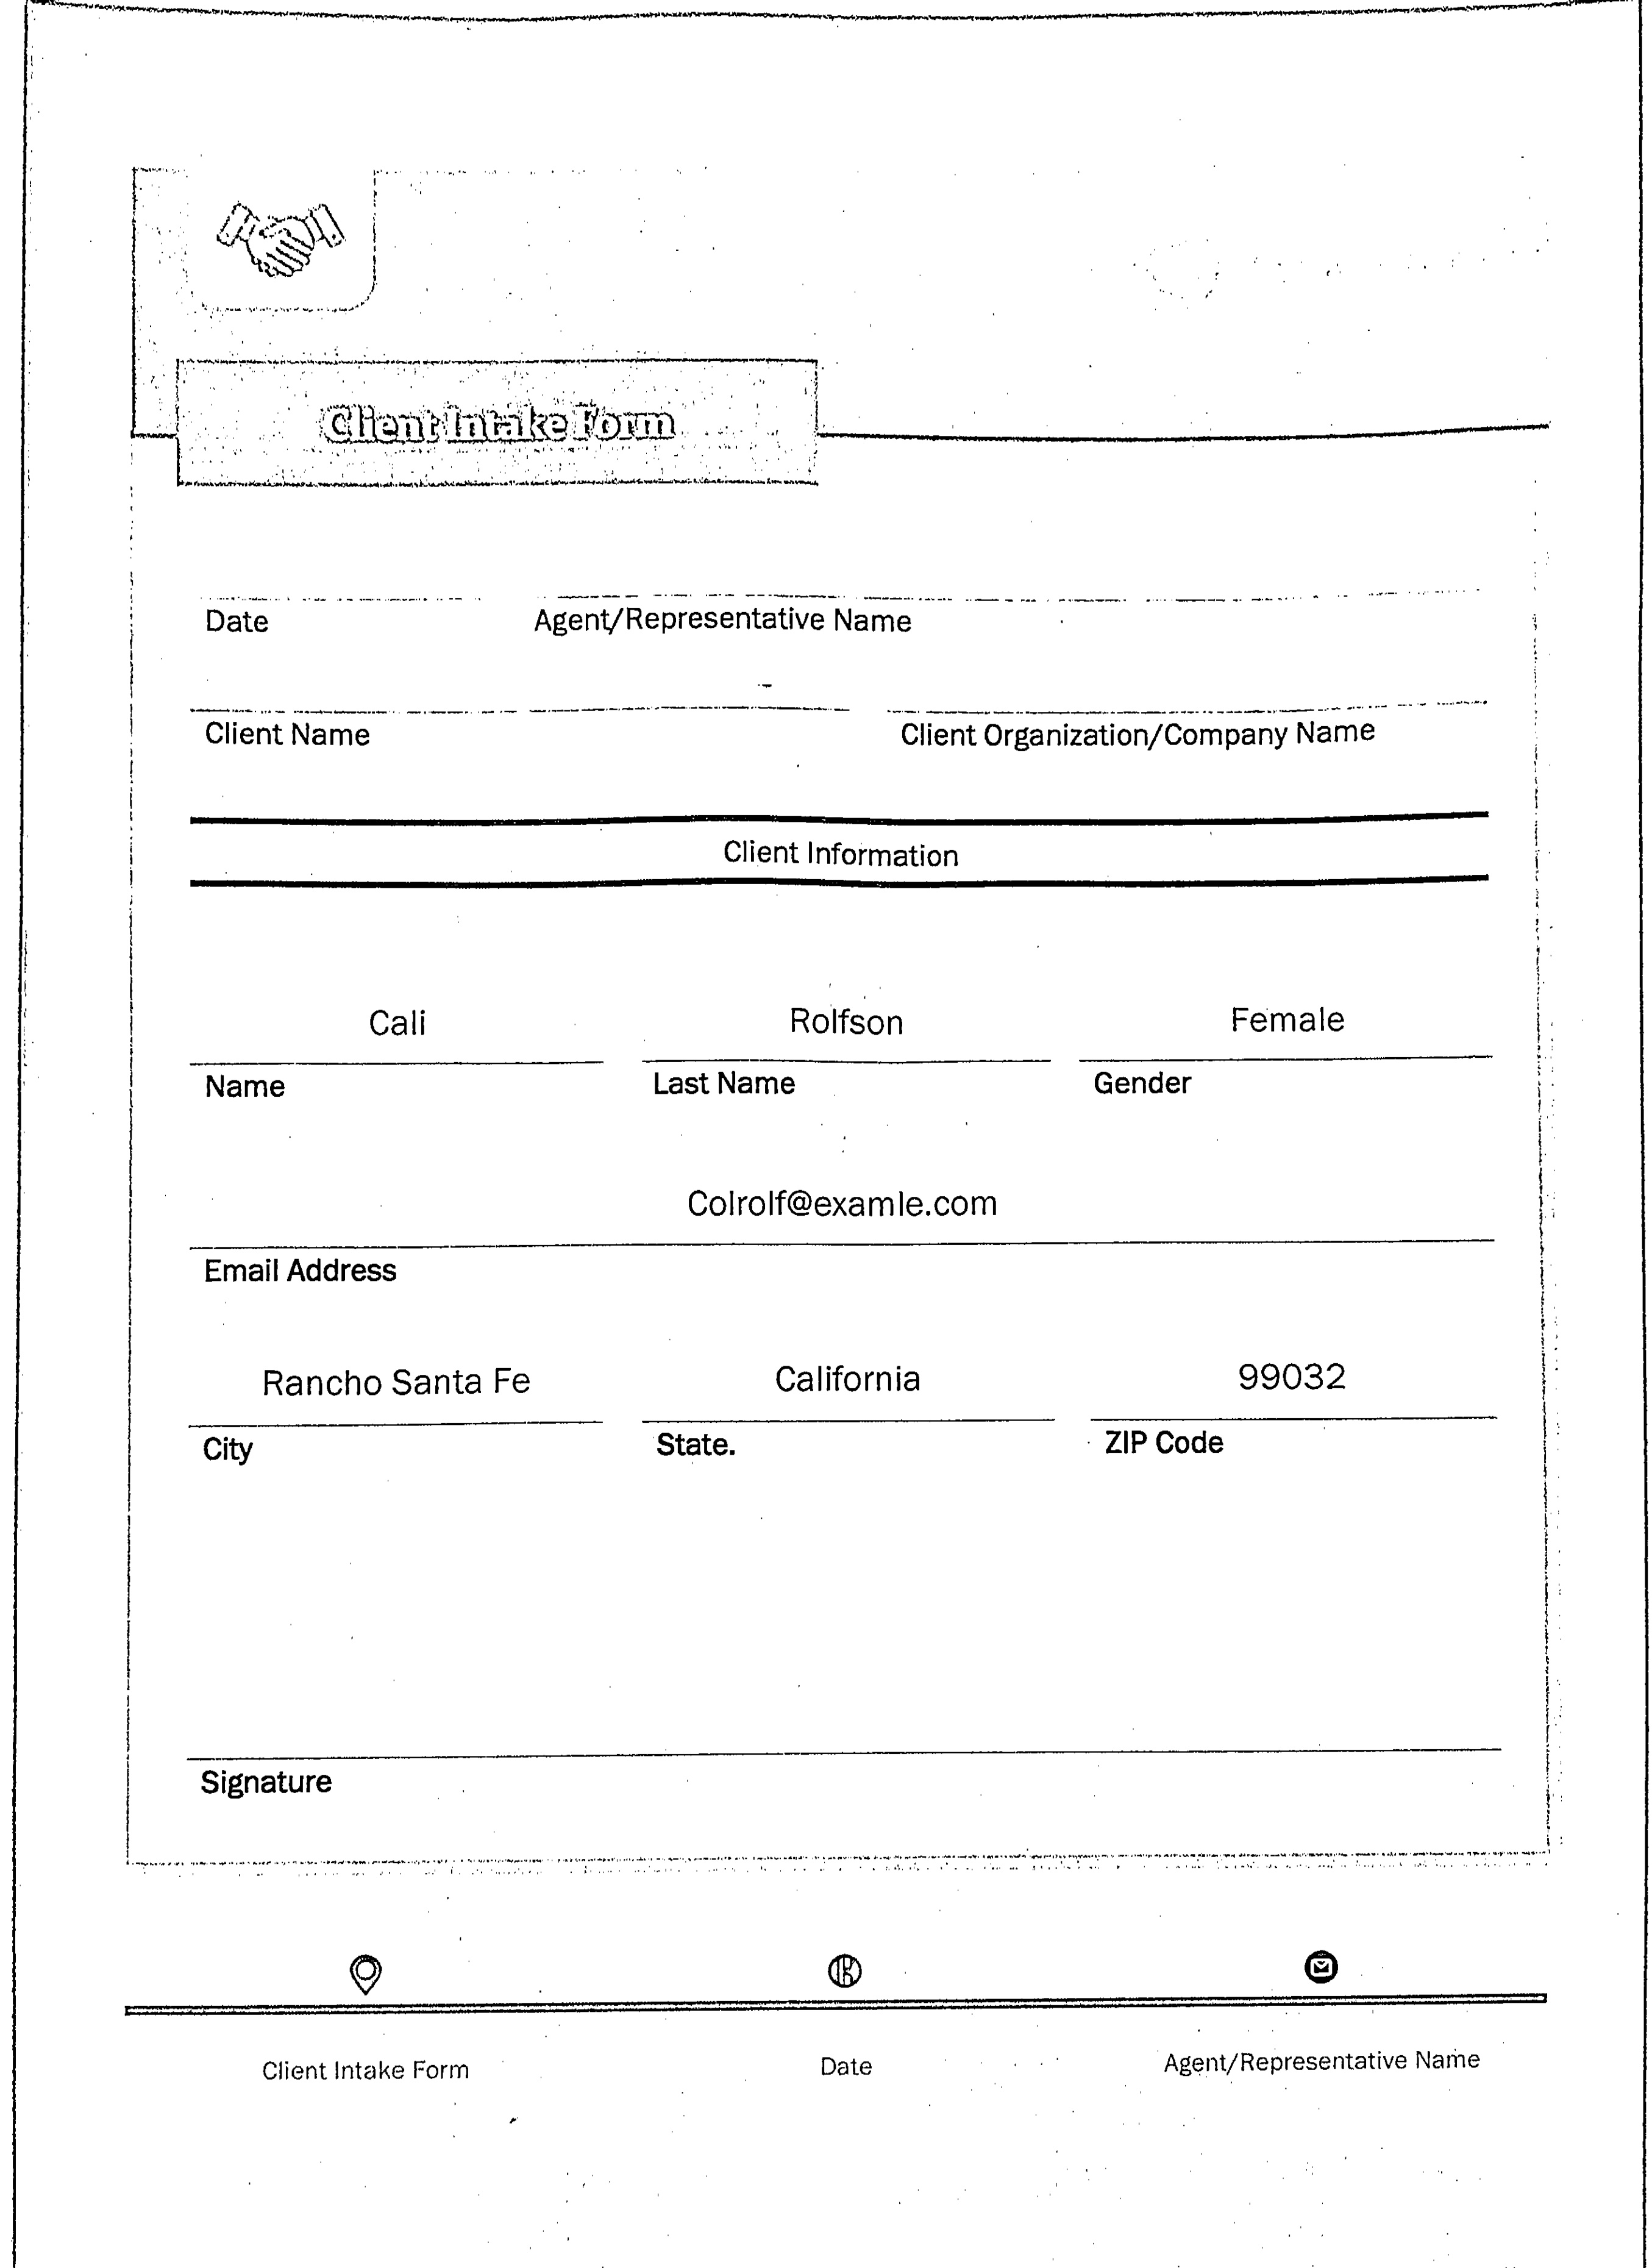 Client Intake Form
Date Agent/Representative Name
Client Name Client Organization/Company Name
Client Information
Cali Rolfson Female
Name Last Name Gender
Colrolf@examle.com
Email Address
Rancho Santa Fe California 99032
City State. ZIP Code
Signature
Client Intake Form Date Agent/Representative Name